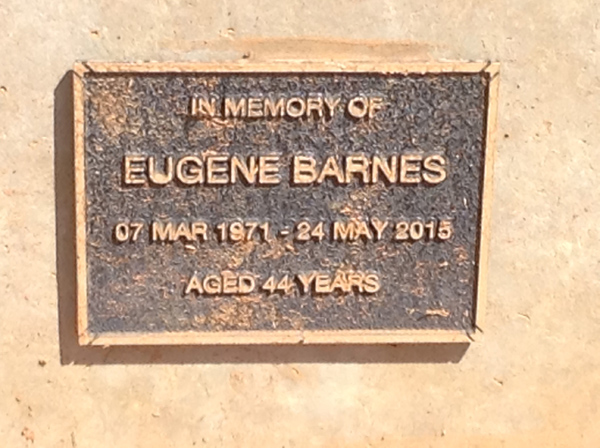 IN MEMORY OF
EUGENE BARNES
07 MAR 1971 - 24 MAY 2015
AGED 44 YEARS